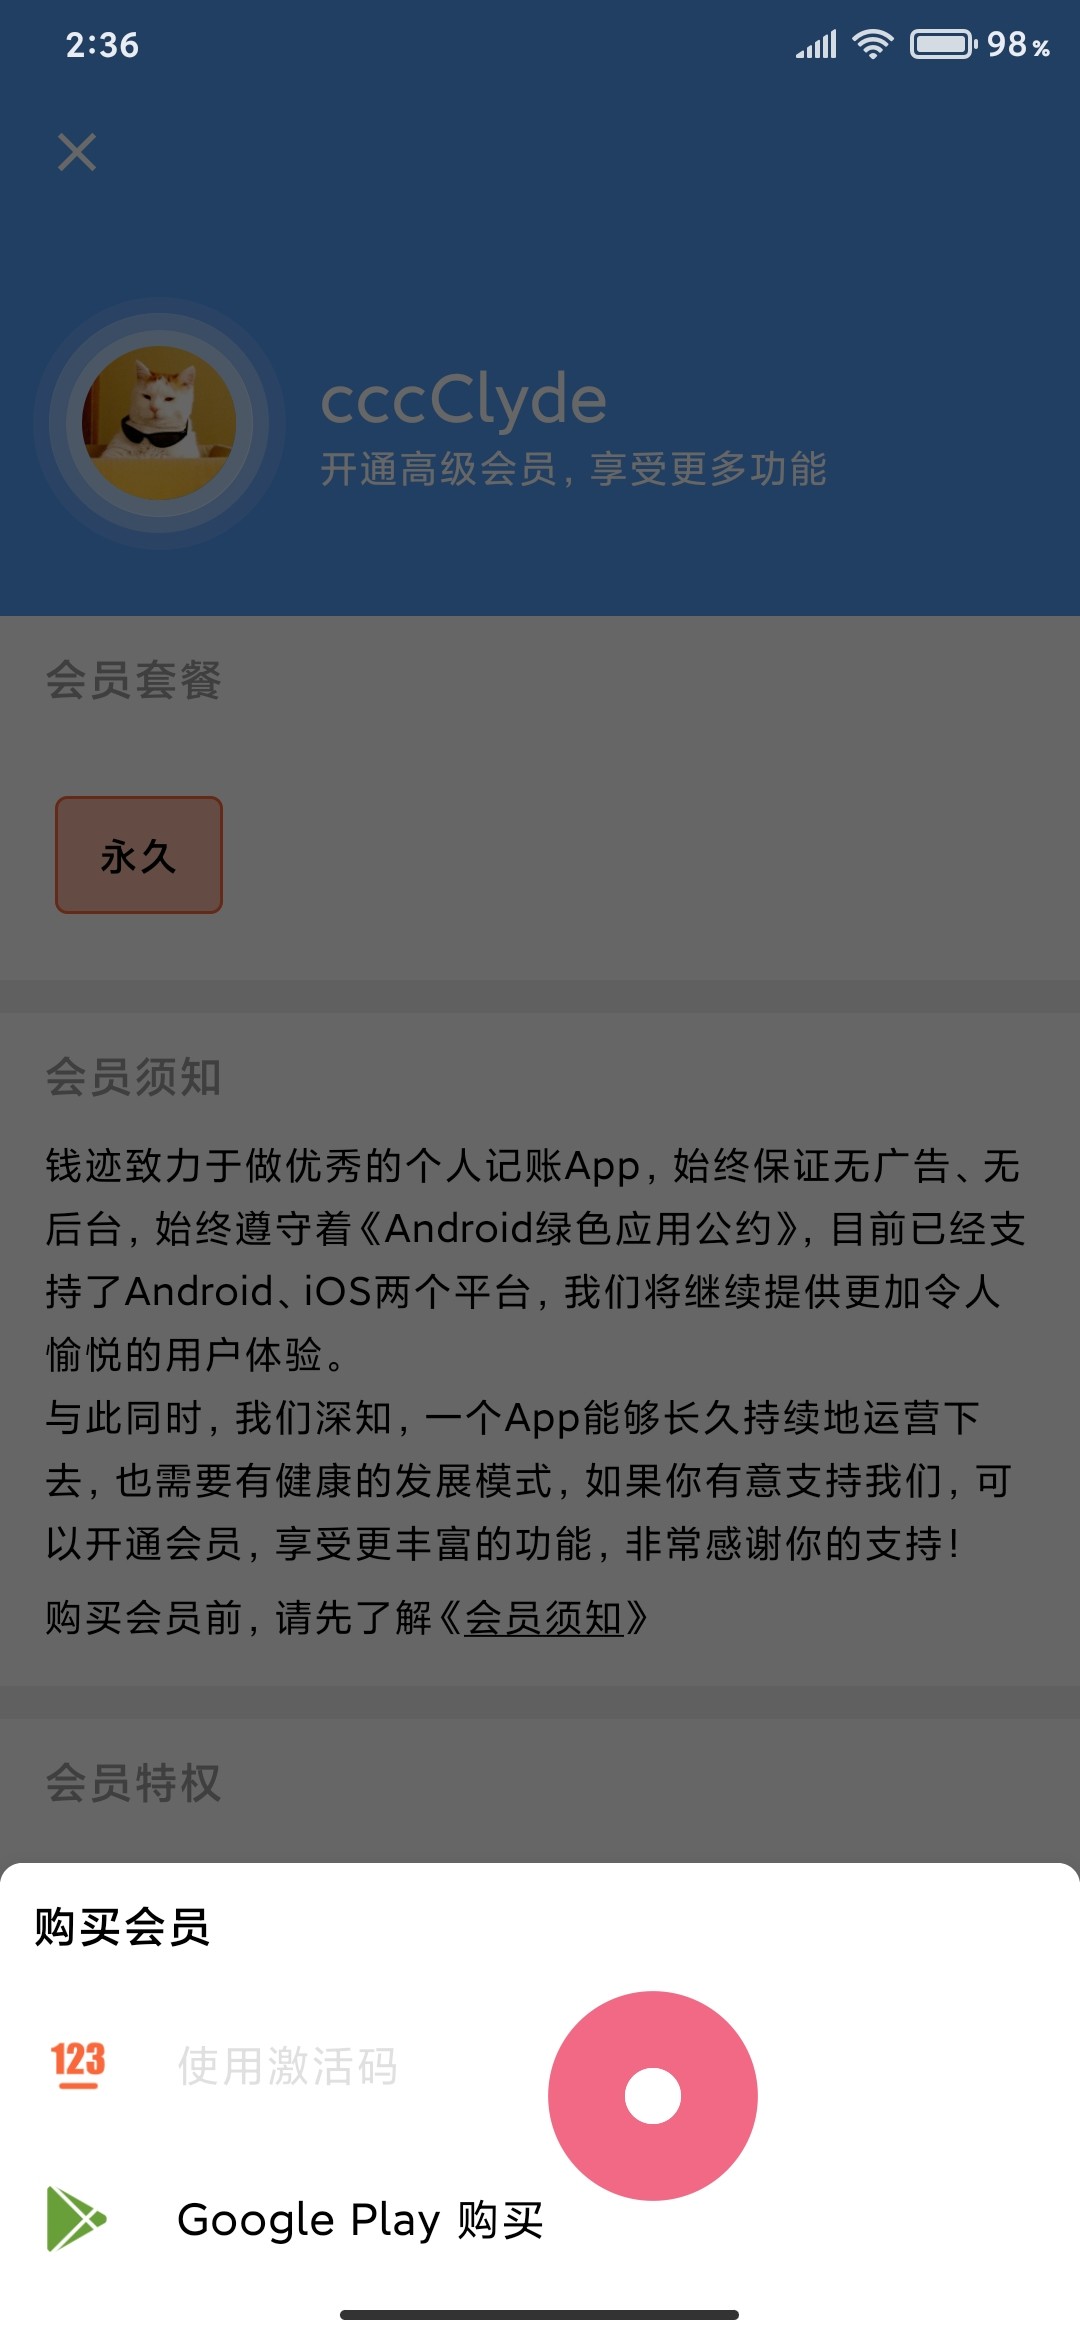 2:36
98%
cccClyde
开通高级会员，享受更多功能
会员套餐
永久
会员须知
钱迹致力于做优秀的个人记账App，始终保证无广告、无
后台，始终遵守着《Android绿色应用公约》，目前已经支
持了Android、iOS两个平台，我们将继续提供更加令人
愉悦的用户体验。
与此同时，我们深知，一个App能够长久持续地运营下
去，也需要有健康的发展模式，如果你有意支持我们，可
以开通会员，享受更丰富的功能，非常感谢你的支持！
购买会员前，请先了解《会员须知》
会员特权
购买会员
123
使用激活码
Google Play 购买